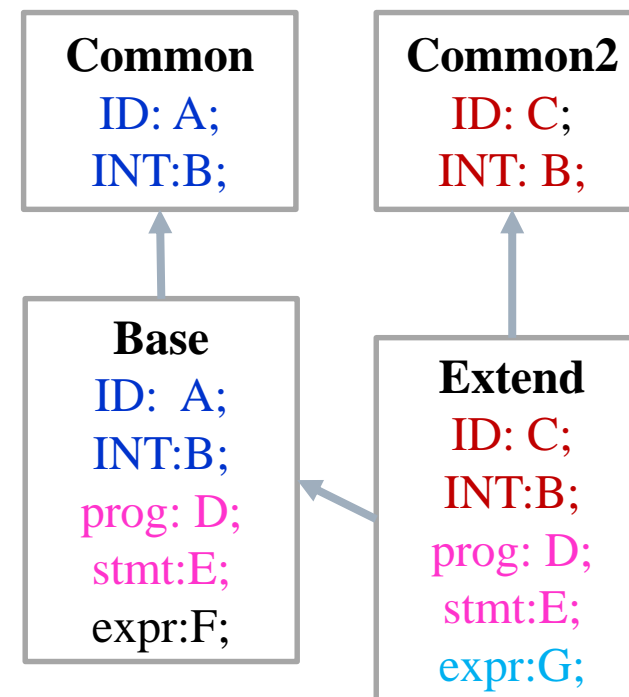 Common
ID: A;
INT:B;
Common2
ID: C;
INT: B;
Base
ID: A;
INT:B;
prog: D;
stmt:E;
expr:F;
Extend
ID: C;
INT:B;
prog: D;
stmt:E;
expr:G;